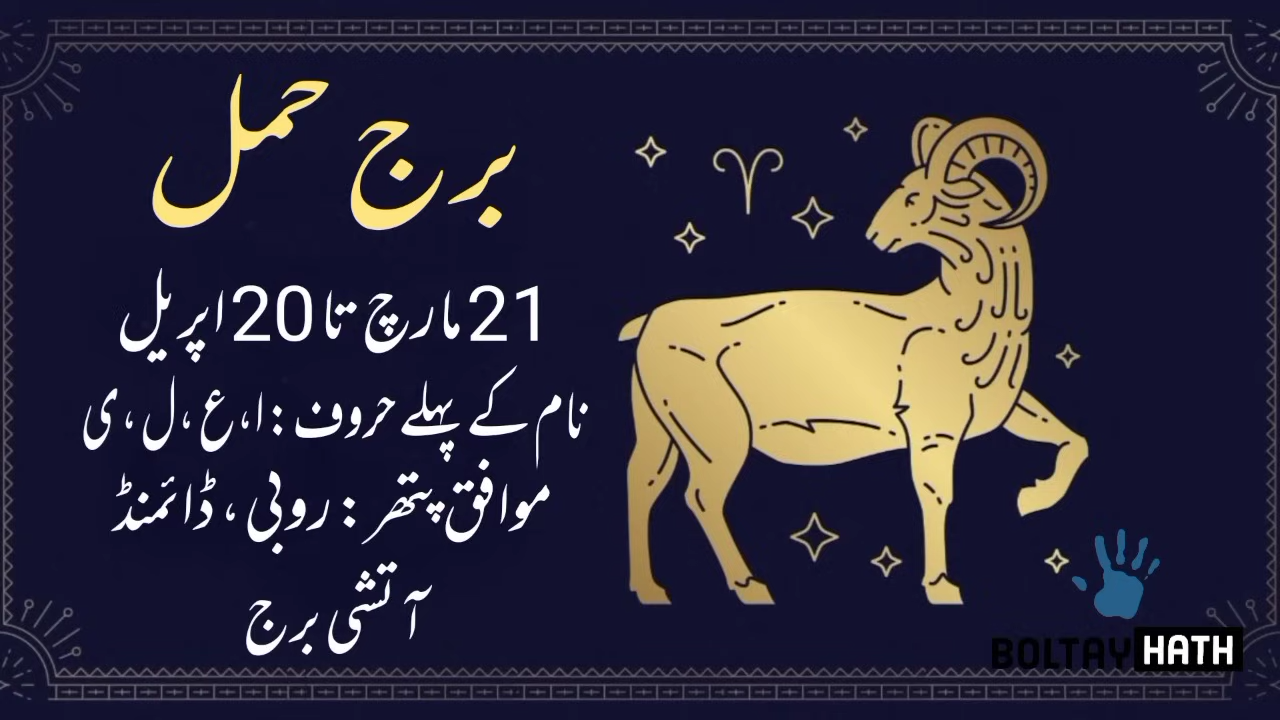 برج حمل
21 مارچ تا 20 اپریل
نام کے پہلے حروف : ا، ع ، ل ، ی
موافق پتھر : روبی ، ڈائمنڈ
آتشی برج
BOLTAY HATH